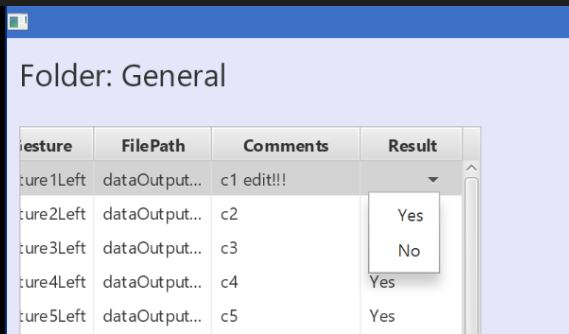 Folder: General
Gesture FilePath Comments Result
ture1Left dataOutput... c1 edit!!!
ture2Left dataOutput... c2
Yes
ture3Left dataOutput... c3
No
ture4Left dataOutput... c4 Yes
ture5Left dataOutput... c5 Yes